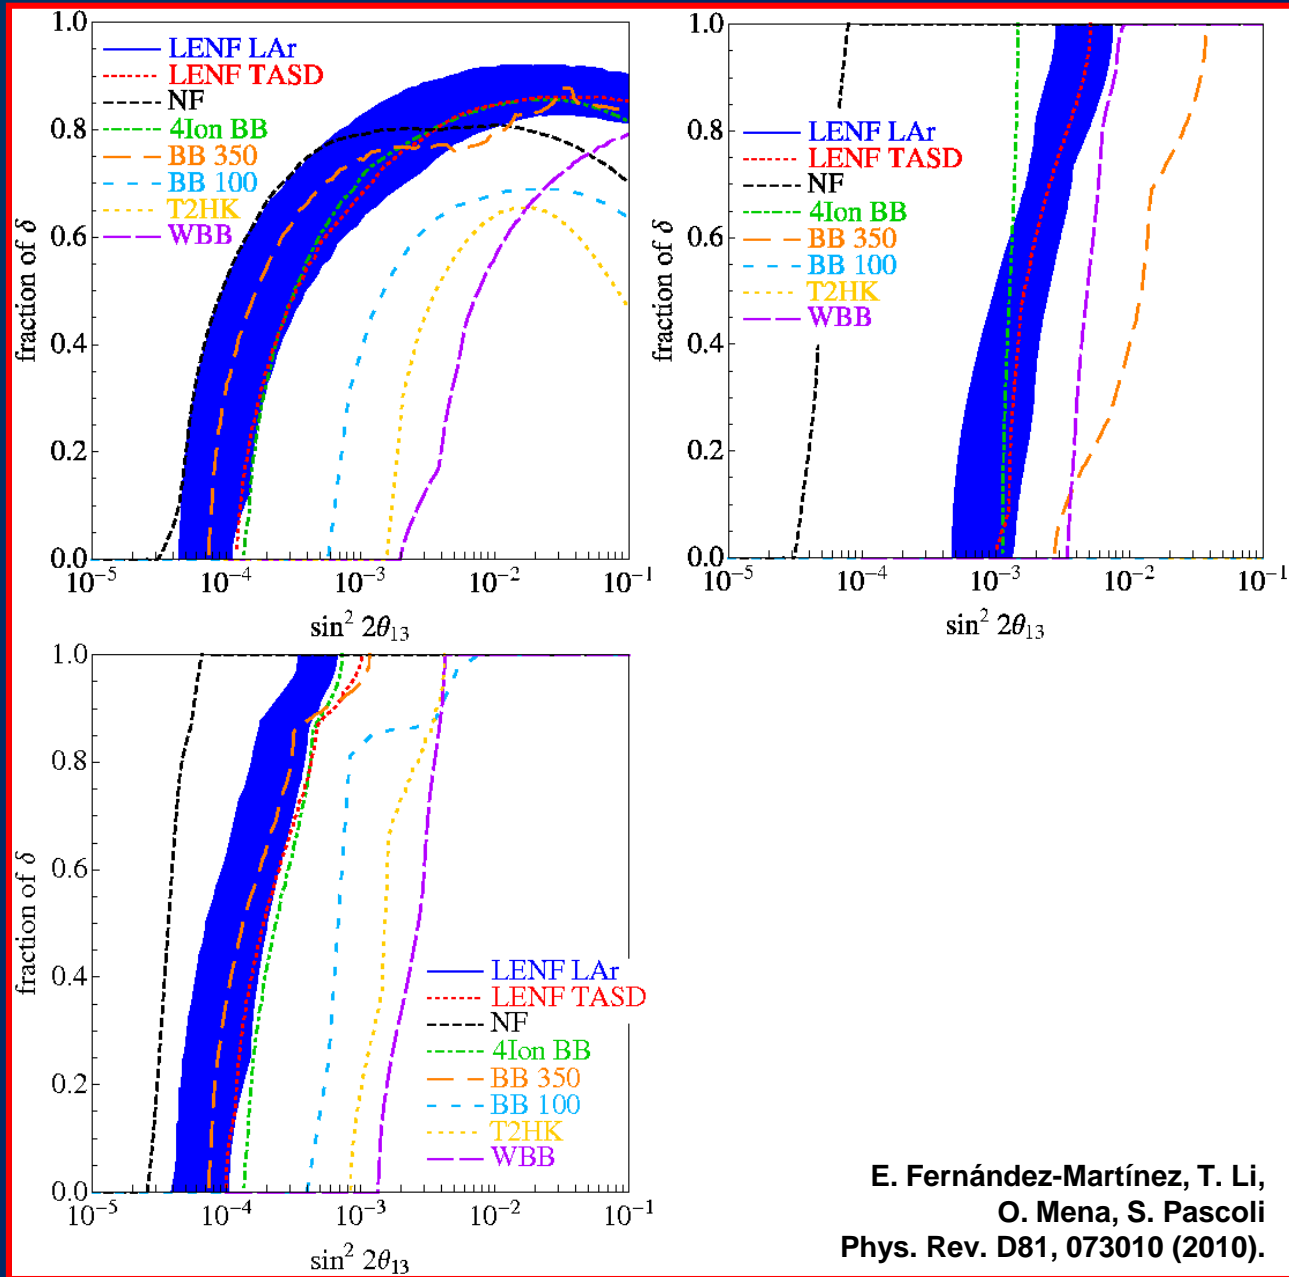 1.0
0.8
0.6
0.4
0.2
0.0
fraction of δ
LENF LAr
LENF TASD
NF
4Ion BB
BB 350
BB 100
T2HK
WBB
10⁻⁵ 10⁻⁴ 10⁻³ 10⁻² 10⁻¹
sin² 2θ₁₃
1.0
0.8
0.6
0.4
0.2
0.0
fraction of δ
LENF LAr
LENF TASD
NF
4Ion BB
BB 350
BB 100
T2HK
WBB
10⁻⁵ 10⁻⁴ 10⁻³ 10⁻² 10⁻¹
sin² 2θ₁₃
1.0
0.8
0.6
0.4
0.2
0.0
fraction of δ
LENF LAr
LENF TASD
NF
4Ion BB
BB 350
BB 100
T2HK
WBB
10⁻⁵ 10⁻⁴ 10⁻³ 10⁻² 10⁻¹
sin² 2θ₁₃
E. Fernández-Martínez, T. Li,
O. Mena, S. Pascoli
Phys. Rev. D81, 073010 (2010).